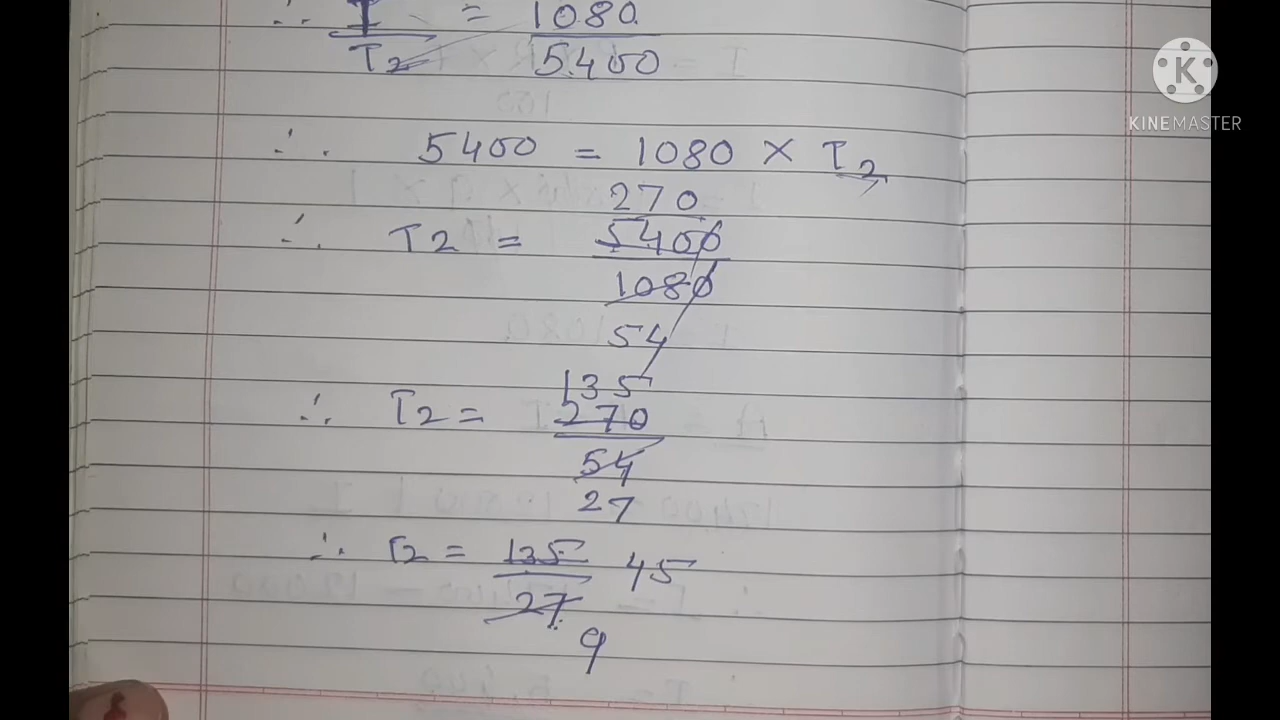 ∴ I = 1080
T2 5400
∴ 5400 = 1080 × T2
270
∴ T2 = 5400
1080
54
135
∴ T2 = 270
54
27
∴ T2 = 135 45
27
9
K
KINEMASTER